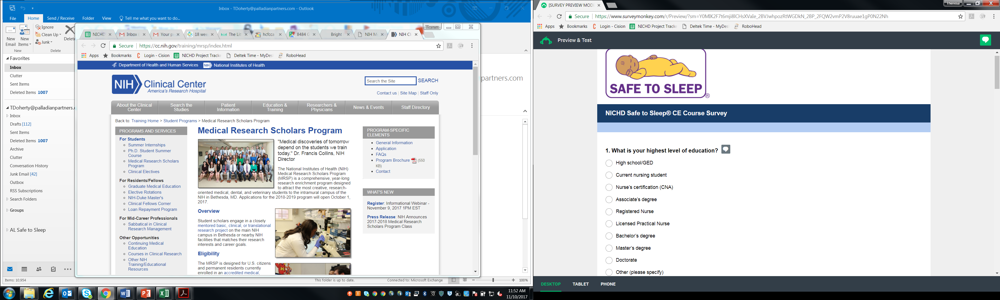 Inbox - TDoherty@palladianpartners.com - Outlook
File Home Send / Receive Folder View Tell me what you want to do...
New Email
New Items
Ignore
Clean Up
Junk
Delete
New Delete
Favorites
Inbox
Clutter
Sent Items
Deleted Items 1007
TDoherty@palladianpartners.c
Inbox
Drafts [112]
Sent Items
Deleted Items 1007
Archive
Clutter
Conversation History
Junk Email [42]
Outbox
RSS Subscriptions
Search Folders
Groups
AL Safe to Sleep
Items: 10,954
This folder is up to date.
Connected to: Microsoft Exchange
100%
partners.com
Theresa
NICHD Inbox Your p 18 wee The Lit hcfcca 8484 G Bright NIH M NIH Cl
Secure https://cc.nih.gov/training/mrsp/index.html
Apps Bookmarks Login - Cision NICHD Project Tracke Deltek Time - MyDes RoboHead
Department of Health and Human Services NIH National Institutes of Health
NIH Clinical Center
America's Research Hospital
Search the Site SEARCH
Contact us | Site Map | Staff Only
About the Clinical Center
Search the Studies
Patient Information
Education & Training
Researchers & Physicians
News & Events
Staff Directory
Back to: Training Home > Student Programs > Medical Research Scholars Program
PROGRAMS AND SERVICES
For Students
Summer Internships
Ph.D. Student Summer
Course
Medical Research Scholars
Program
Clinical Electives
For Residents/Fellows
Graduate Medical Education
Elective Rotations
NIH-Duke Master's
Clinical Fellows Corner
Loan Repayment Program
For Mid-Career Professionals
Sabbatical in Clinical
Research Management
Other Opportunities
Continuing Medical
Education
Courses in Clinical Research
Other NIH
Training/Educational
Resources
Medical Research Scholars Program
"Medical discoveries of tomorrow
depend on the students we train
today." Dr. Francis Collins, NIH
Director
The National Institutes of Health (NIH)
Medical Research Scholars Program
(MRSP) is a comprehensive, year-long
research enrichment program designed
to attract the most creative, research-
oriented medical, dental, and veterinary students to the intramural campus of the
NIH in Bethesda, MD. Applications for the 2018-2019 program will open October 1,
2017.
Overview
Student scholars engage in a closely
mentored basic, clinical, or translational
research project on the main NIH
campus in Bethesda or nearby NIH
facilities that matches their research
interests and career goals.
Eligibility
The MRSP is designed for U.S. citizens
and permanent residents currently
enrolled in an accredited medical,
PROGRAM-SPECIFIC
ELEMENTS
General Information
Application
FAQs
Program Brochure (550
KB)
Contact
WHAT'S NEW
Register: Informational Webinar -
November 9, 2017 1PM EST
Press Release: NIH Announces
2017-2018 Medical Research
Scholars Program Class
11:52 AM
11/10/2017
[SURVEY PREVIEW MOD
Theresa
Secure https://www.surveymonkey.com/r/Preview/?sm=Y0MIK2F7t6mji8lCHsXVaIe_2BVJwhpozRtWGDkN_2BP_2FQW2vmP2V8ruuae1gP0N22Nh
Apps Bookmarks Login - Cision NICHD Project Tracke Deltek Time - MyDes RoboHead
Preview & Test
SAFE TO SLEEP®
NICHD Safe to Sleep® CE Course Survey
1. What is your highest level of education?
High school/GED
Current nursing student
Nurse's certification (CNA)
Associate's degree
Registered Nurse
Licensed Practical Nurse
Bachelor's degree
Master's degree
Doctorate
Other (please specify)
DESKTOP TABLET PHONE